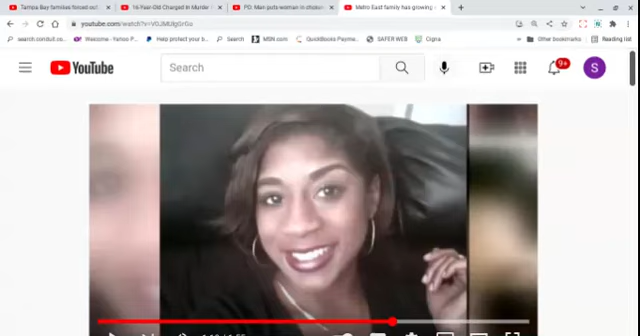 Tampa Bay families forced out
16-Year-Old Charged in Murder
PD: Man puts woman in choke
Metro East family has growing
youtube.com/watch?v=V0JMUIgGrGo
search.conduit.co...
Welcome - Yahoo P...
Help protect your b...
Search
MSN.com
QuickBooks Payme...
SAFER WEB
Cigna
Other bookmarks
Reading list
YouTube
Search
9+
S